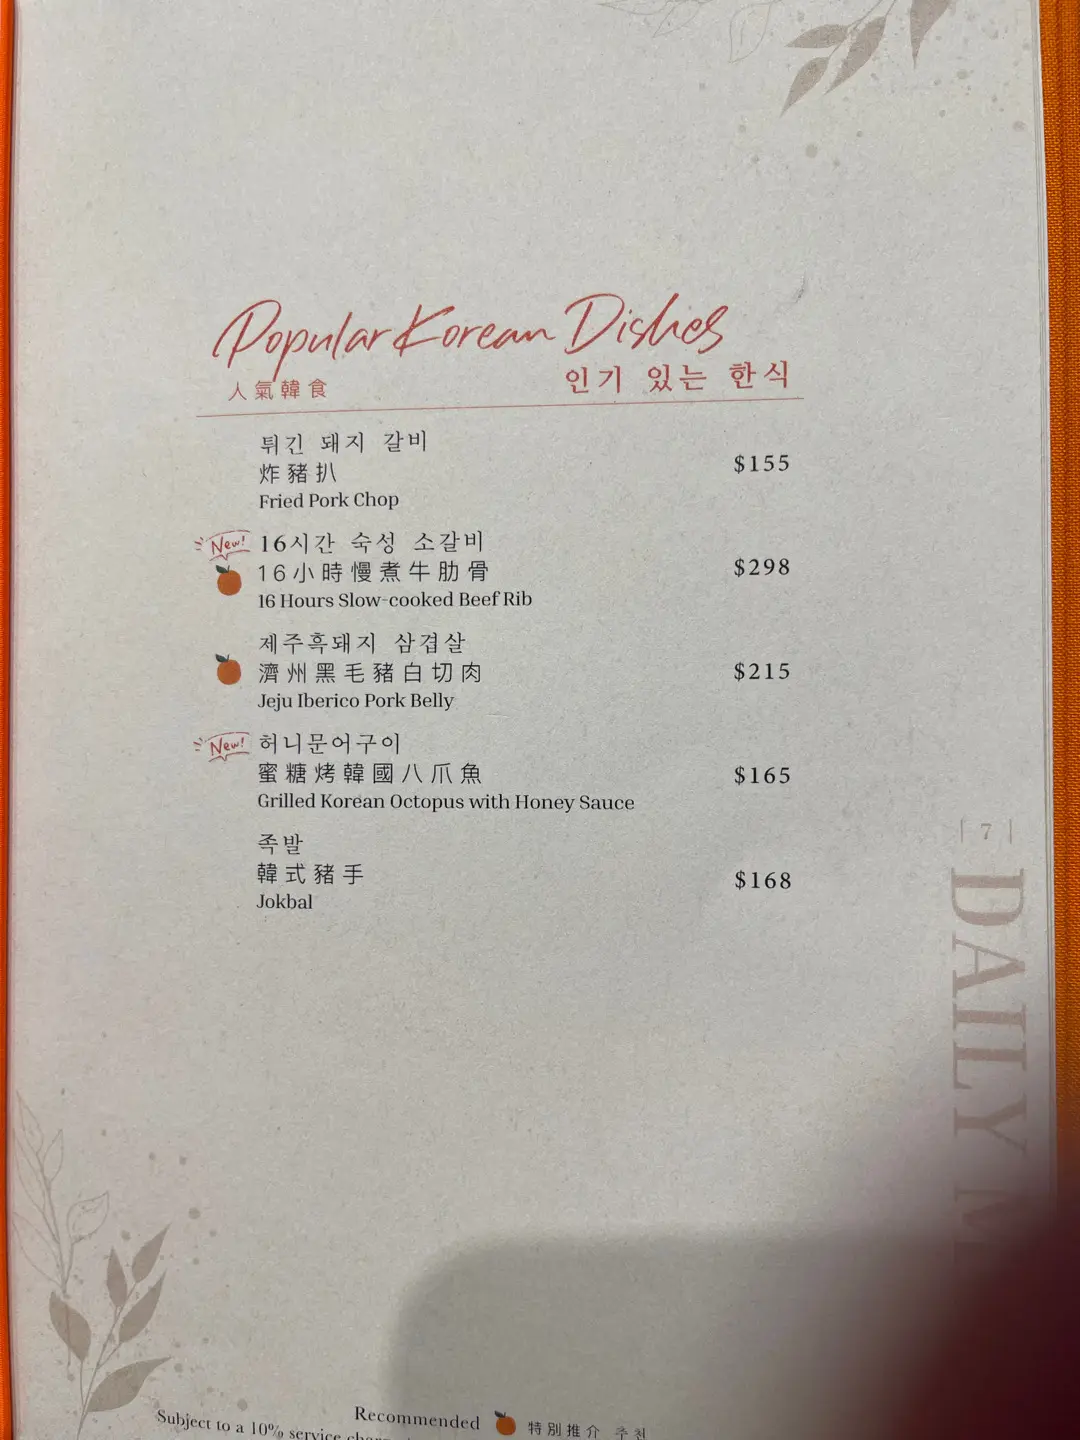 Popular Korean Dishes
人氣韓食
인기 있는 한식
튀긴 돼지 갈비
炸豬扒
Fried Pork Chop
$155
New!
16시간 숙성 소갈비
16小時慢煮牛肋骨
16 Hours Slow-cooked Beef Rib
$298
제주흑돼지 삼겹살
濟州黑毛豬白切肉
Jeju Iberico Pork Belly
$215
New!
허니문어구이
蜜糖烤韓國八爪魚
Grilled Korean Octopus with Honey Sauce
$165
족발
韓式豬手
Jokbal
$168
7
DAILY
Recommended 特別推介 추천
Subject to a 10% service